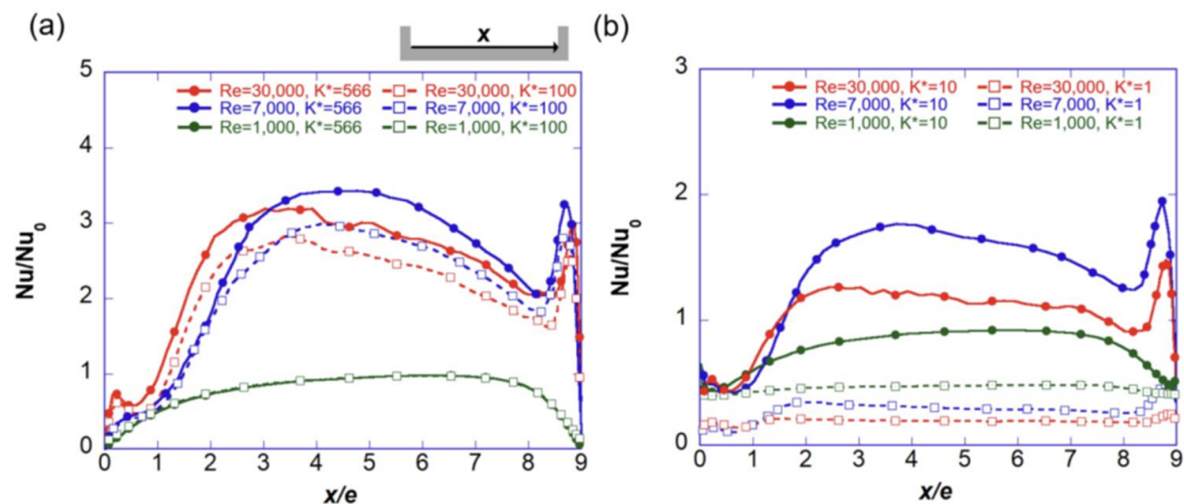 (a)
x
5
4
3
2
1
0
Nu/Nu0
Re=30,000, K*=566
Re=30,000, K*=100
Re=7,000, K*=566
Re=7,000, K*=100
Re=1,000, K*=566
Re=1,000, K*=100
0 1 2 3 4 5 6 7 8 9
x/e
(b)
3
2
1
0
Nu/Nu0
Re=30,000, K*=10
Re=30,000, K*=1
Re=7,000, K*=10
Re=7,000, K*=1
Re=1,000, K*=10
Re=1,000, K*=1
0 1 2 3 4 5 6 7 8 9
x/e